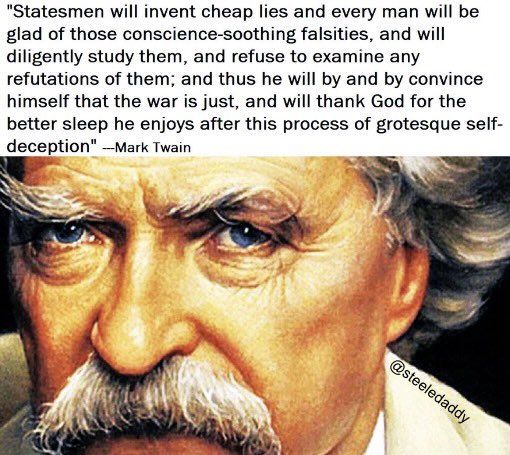 "Statesmen will invent cheap lies and every man will be
glad of those conscience-soothing falsities, and will
diligently study them, and refuse to examine any
refutations of them; and thus he will by and by convince
himself that the war is just, and will thank God for the
better sleep he enjoys after this process of grotesque self-
deception" —Mark Twain
@steeledaddy